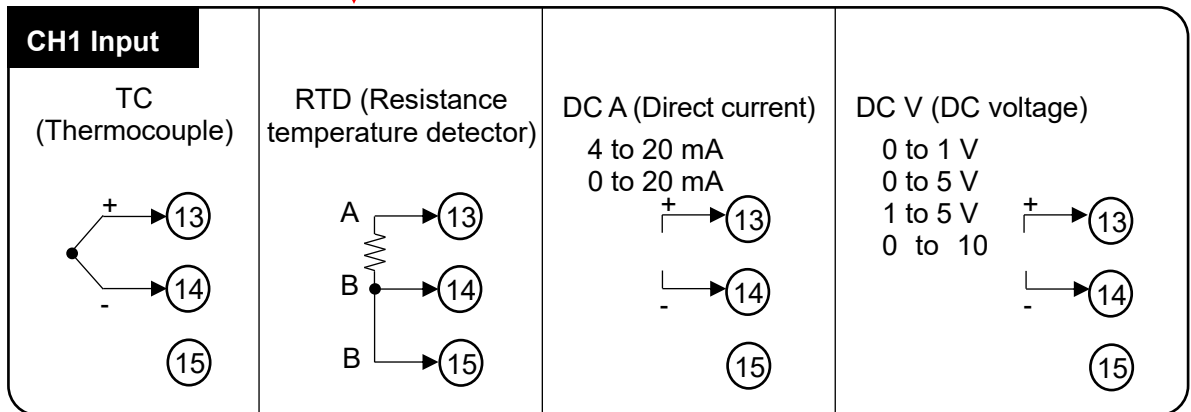 CH1 Input
TC
(Thermocouple)
+
13
14
-
15
RTD (Resistance
temperature detector)
A
13
B
14
B
15
DC A (Direct current)
4 to 20 mA
0 to 20 mA
+
13
14
-
15
DC V (DC voltage)
0 to 1 V
0 to 5 V
1 to 5 V
0 to 10
+
13
14
-
15